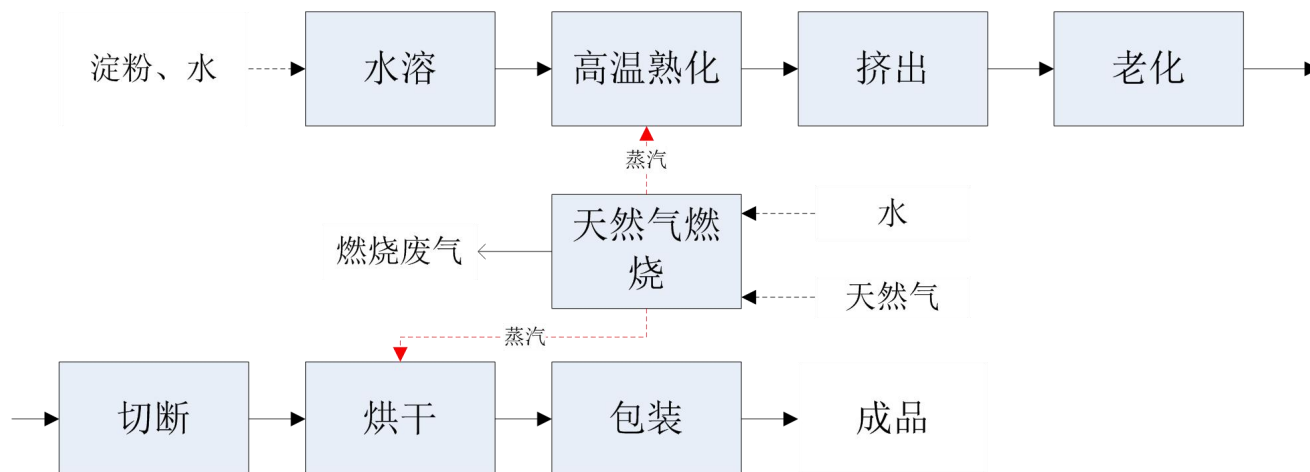 淀粉、水
水溶
高温熟化
挤出
老化
蒸汽
天然气燃
烧
水
燃烧废气
天然气
蒸汽
切断
烘干
包装
成品